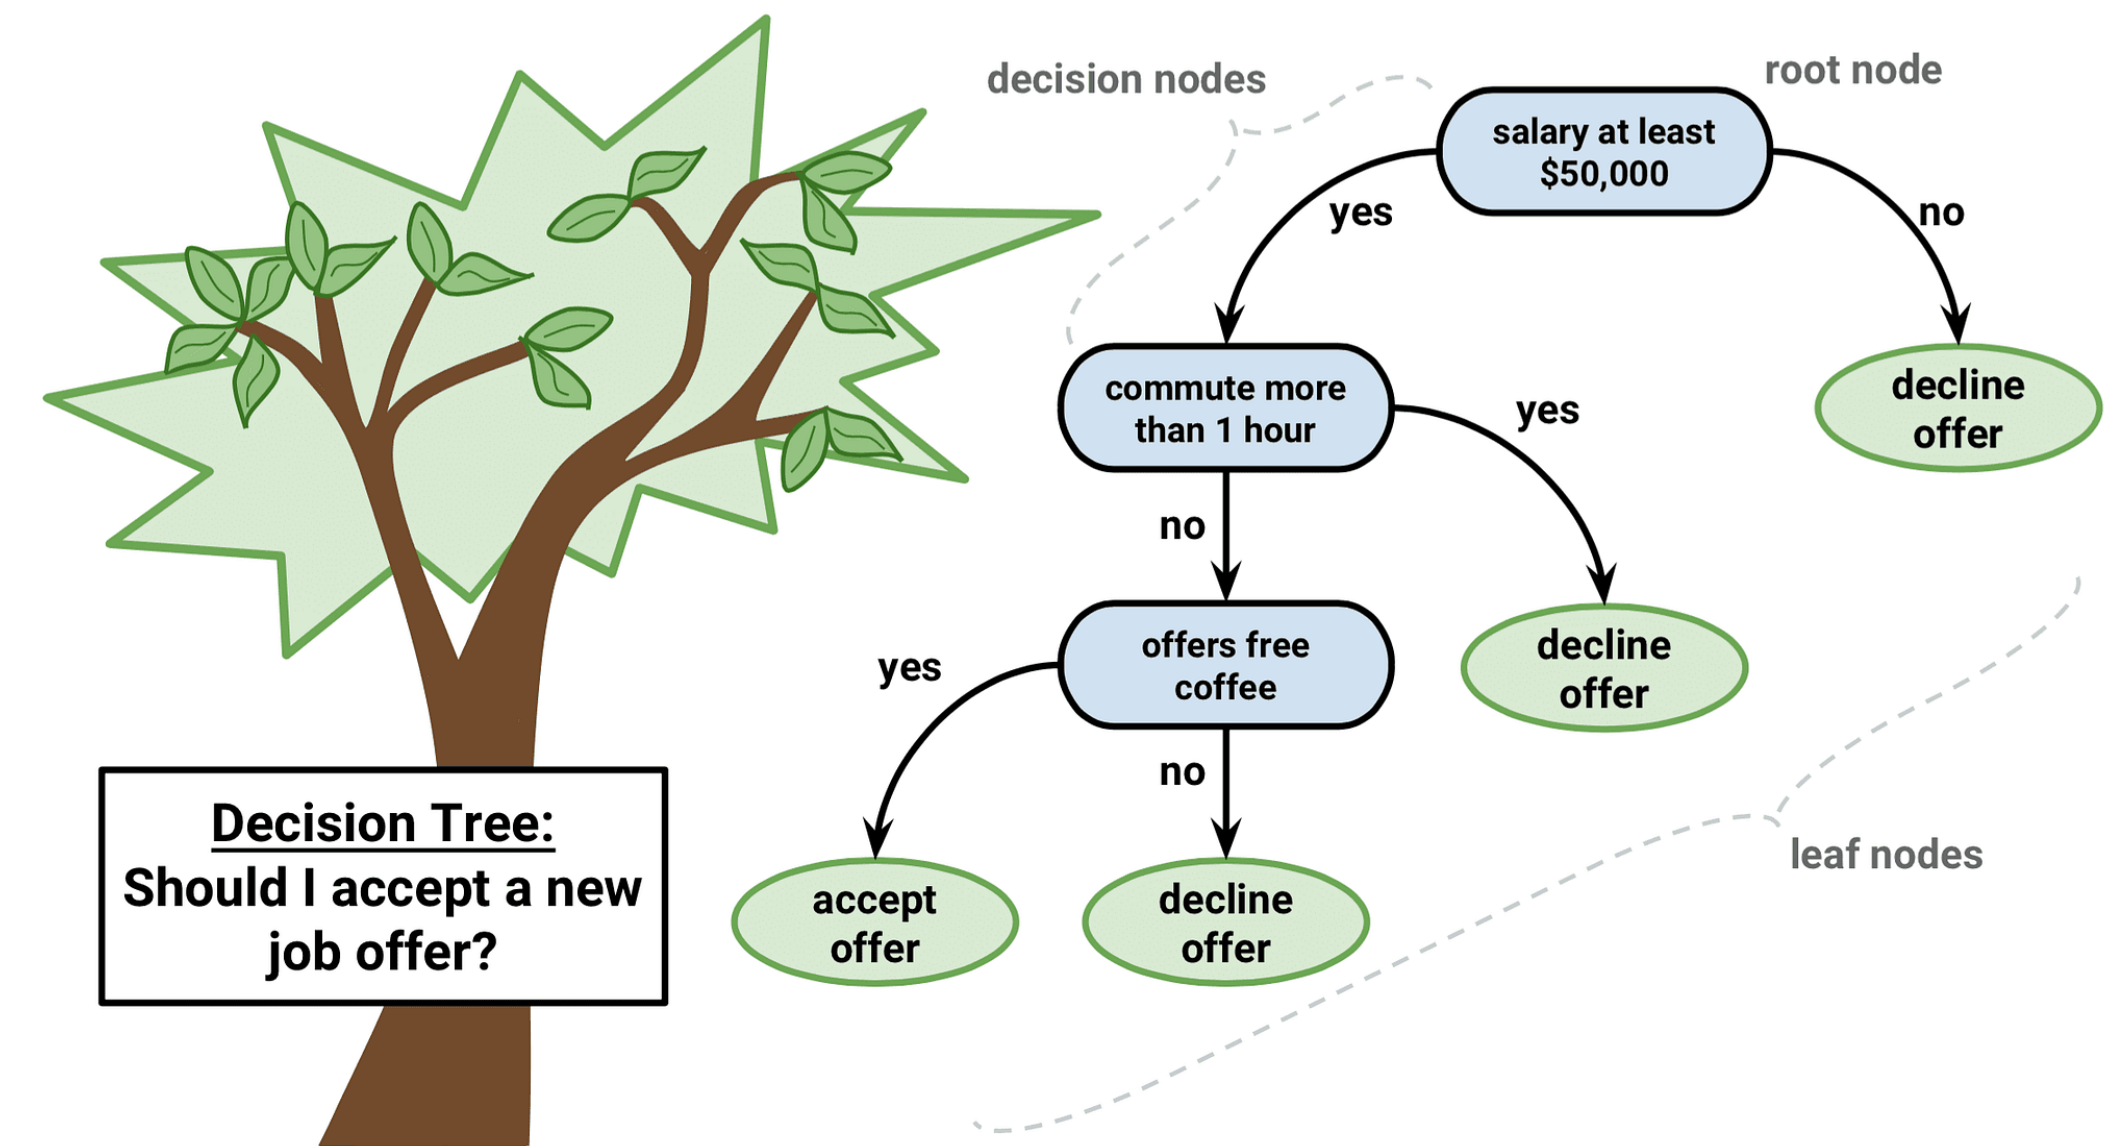 decision nodes
root node
salary at least
$50,000
yes
no
commute more
than 1 hour
yes
decline
offer
no
offers free
coffee
yes
decline
offer
no
accept
offer
decline
offer
leaf nodes
Decision Tree:
Should I accept a new
job offer?